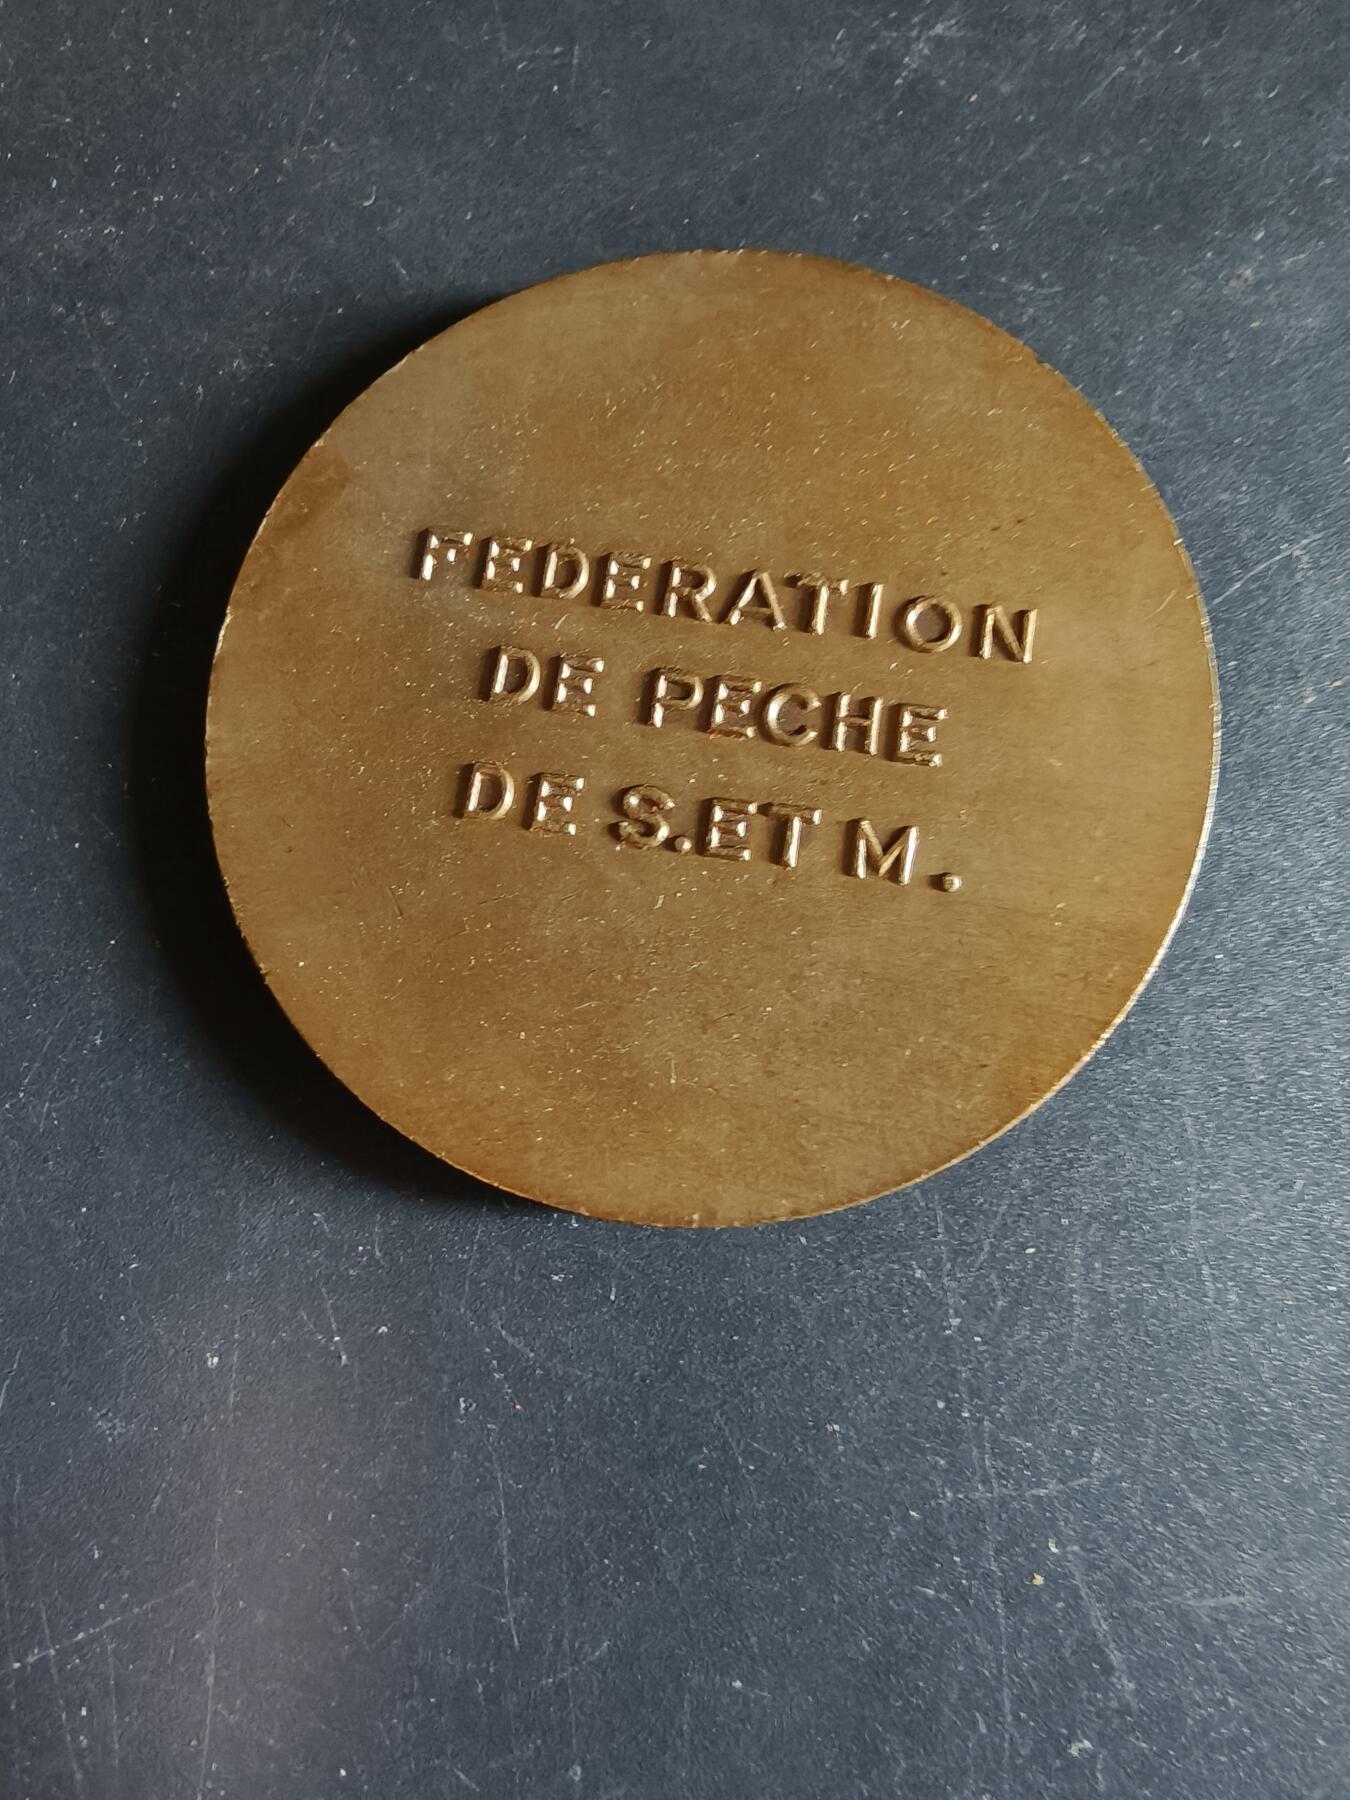 FEDERATION
DE PECHE
DE S.ET M.